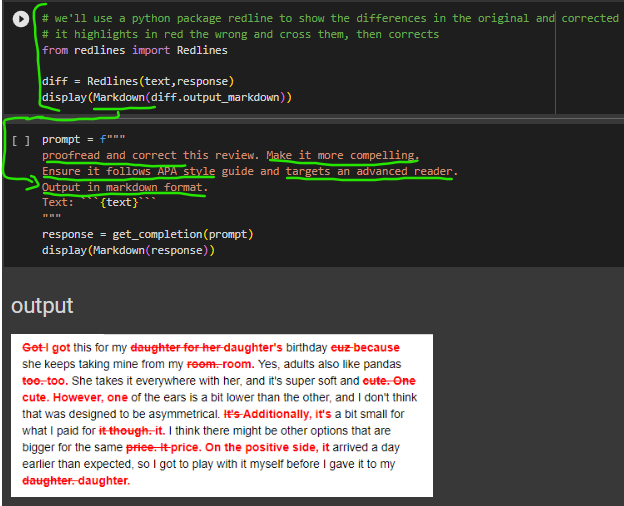 # we'll use a python package redline to show the differences in the original and corrected
# it highlights in red the wrong and cross them, then corrects
from redlines import Redlines
diff = Redlines(text,response)
display(Markdown(diff.output_markdown))
[ ] prompt = f"""
proofread and correct this review. Make it more compelling.
Ensure it follows APA style guide and targets an advanced reader.
Output in markdown format.
Text: ```{text}```
"""
response = get_completion(prompt)
display(Markdown(response))
output
Got I got this for my daughter for her daughter's birthday cuz because
she keeps taking mine from my room. room. Yes, adults also like pandas
too. too. She takes it everywhere with her, and it's super soft and cute. One
cute. However, one of the ears is a bit lower than the other, and I don't think
that was designed to be asymmetrical. It's Additionally, it's a bit small for
what I paid for it though. it. I think there might be other options that are
bigger for the same price. It price. On the positive side, it arrived a day
earlier than expected, so I got to play with it myself before I gave it to my
daughter. daughter.